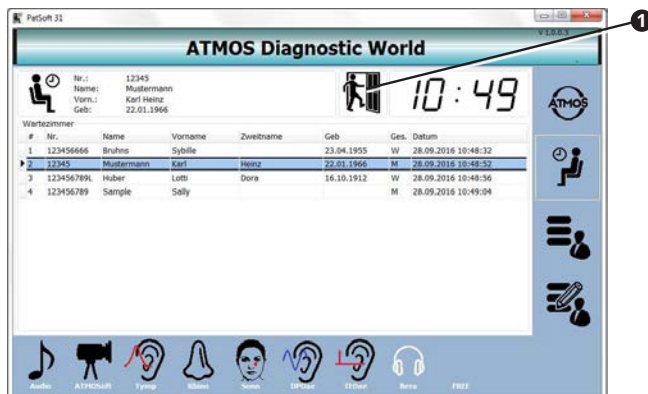 PatSoft 31
1
V 1.0.0.3
ATMOS Diagnostic World
Nr.: 12345
Name: Mustermann
Vorn.: Karl Heinz
Geb: 22.01.1966
10:49
ATMOS
Wartezimmer
# Nr. Name Vorname Zweitname Geb Ges. Datum
1 123456666 Bruhns Sybille 23.04.1955 W 28.09.2016 10:48:32
2 12345 Mustermann Karl Heinz 22.01.1966 M 28.09.2016 10:48:52
3 123456789L Huber Lotti Dora 16.10.1912 W 28.09.2016 10:48:56
4 123456789 Sample Sally M 28.09.2016 10:49:04
Audio ATMOSoft Tymp Rhino Sono DPOae TEOae Bera FREE